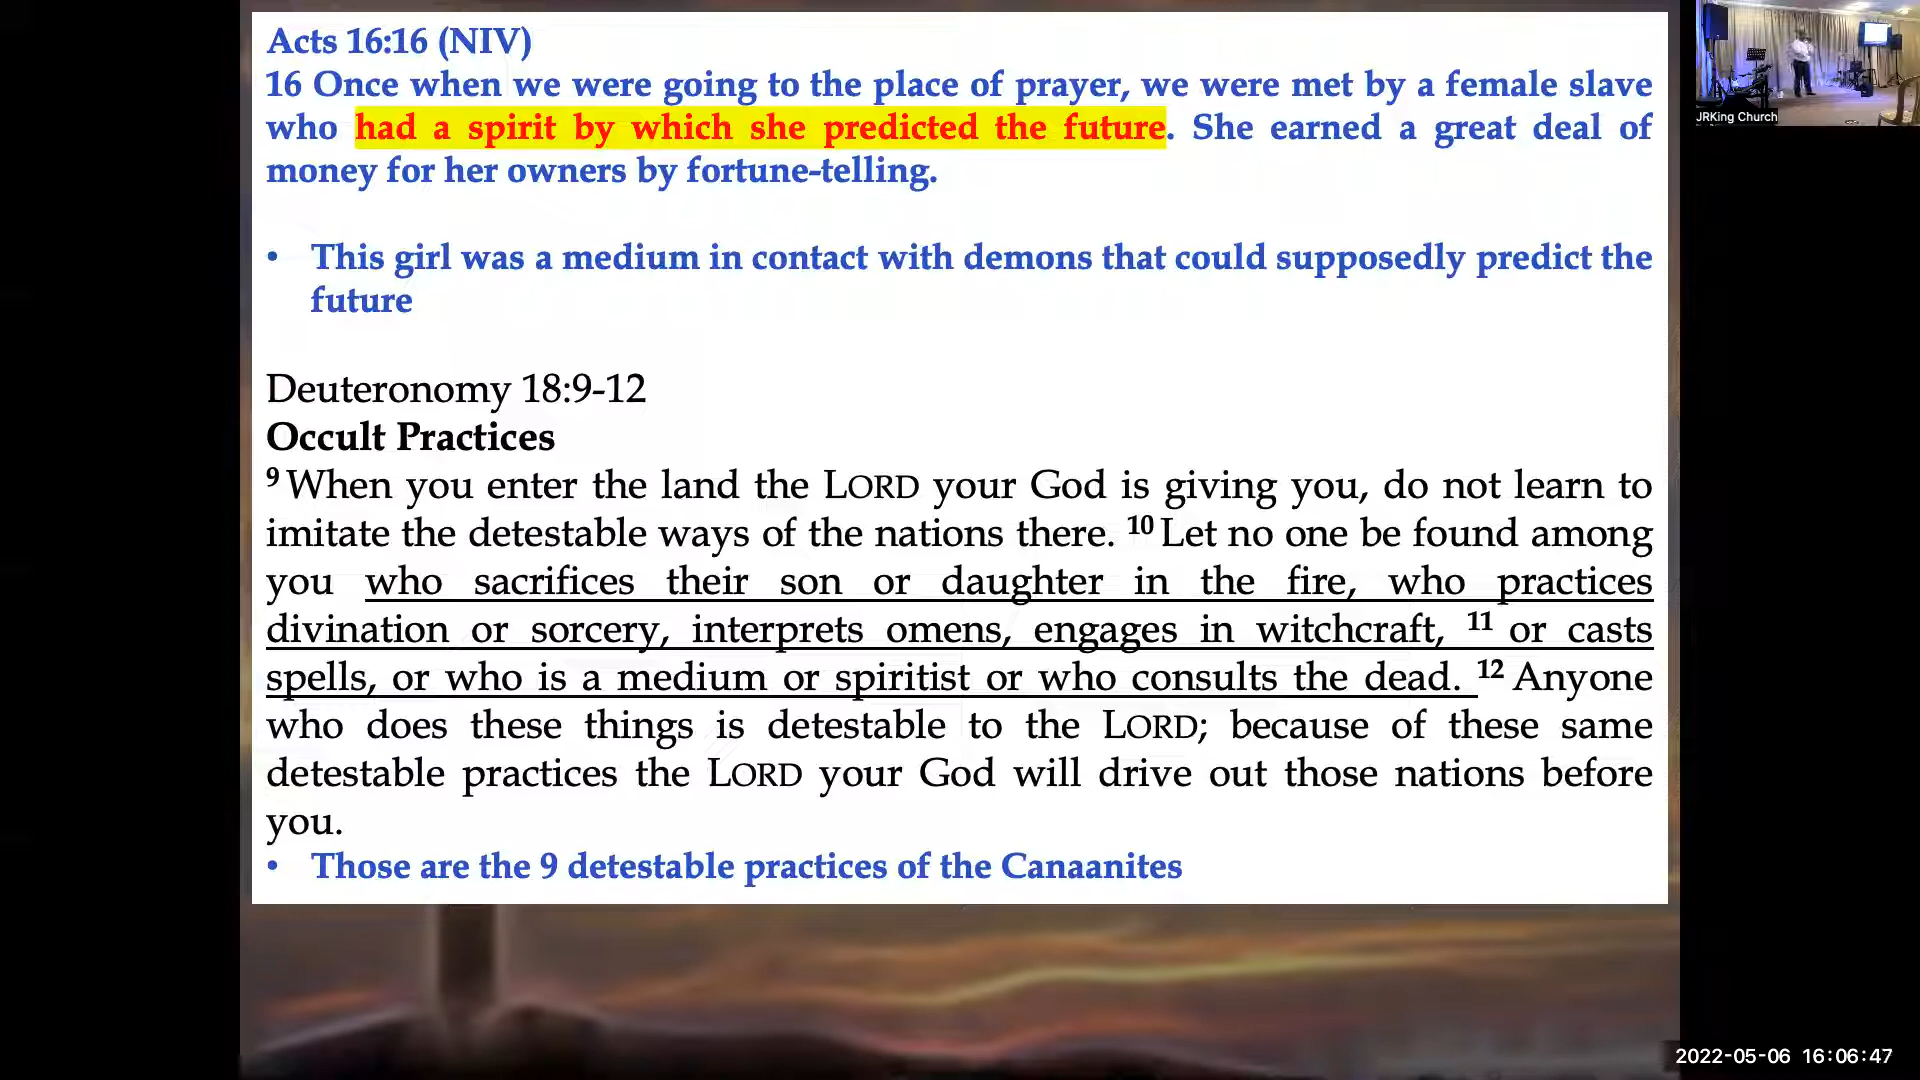 Acts 16:16 (NIV)
16 Once when we were going to the place of prayer, we were met by a female slave
who had a spirit by which she predicted the future. She earned a great deal of
money for her owners by fortune-telling.
• This girl was a medium in contact with demons that could supposedly predict the
future
Deuteronomy 18:9-12
Occult Practices
9 When you enter the land the LORD your God is giving you, do not learn to
imitate the detestable ways of the nations there. 10 Let no one be found among
you who sacrifices their son or daughter in the fire, who practices
divination or sorcery, interprets omens, engages in witchcraft, 11 or casts
spells, or who is a medium or spiritist or who consults the dead. 12 Anyone
who does these things is detestable to the LORD; because of these same
detestable practices the LORD your God will drive out those nations before
you.
• Those are the 9 detestable practices of the Canaanites
JRKing Church
2022-05-06 16:06:47